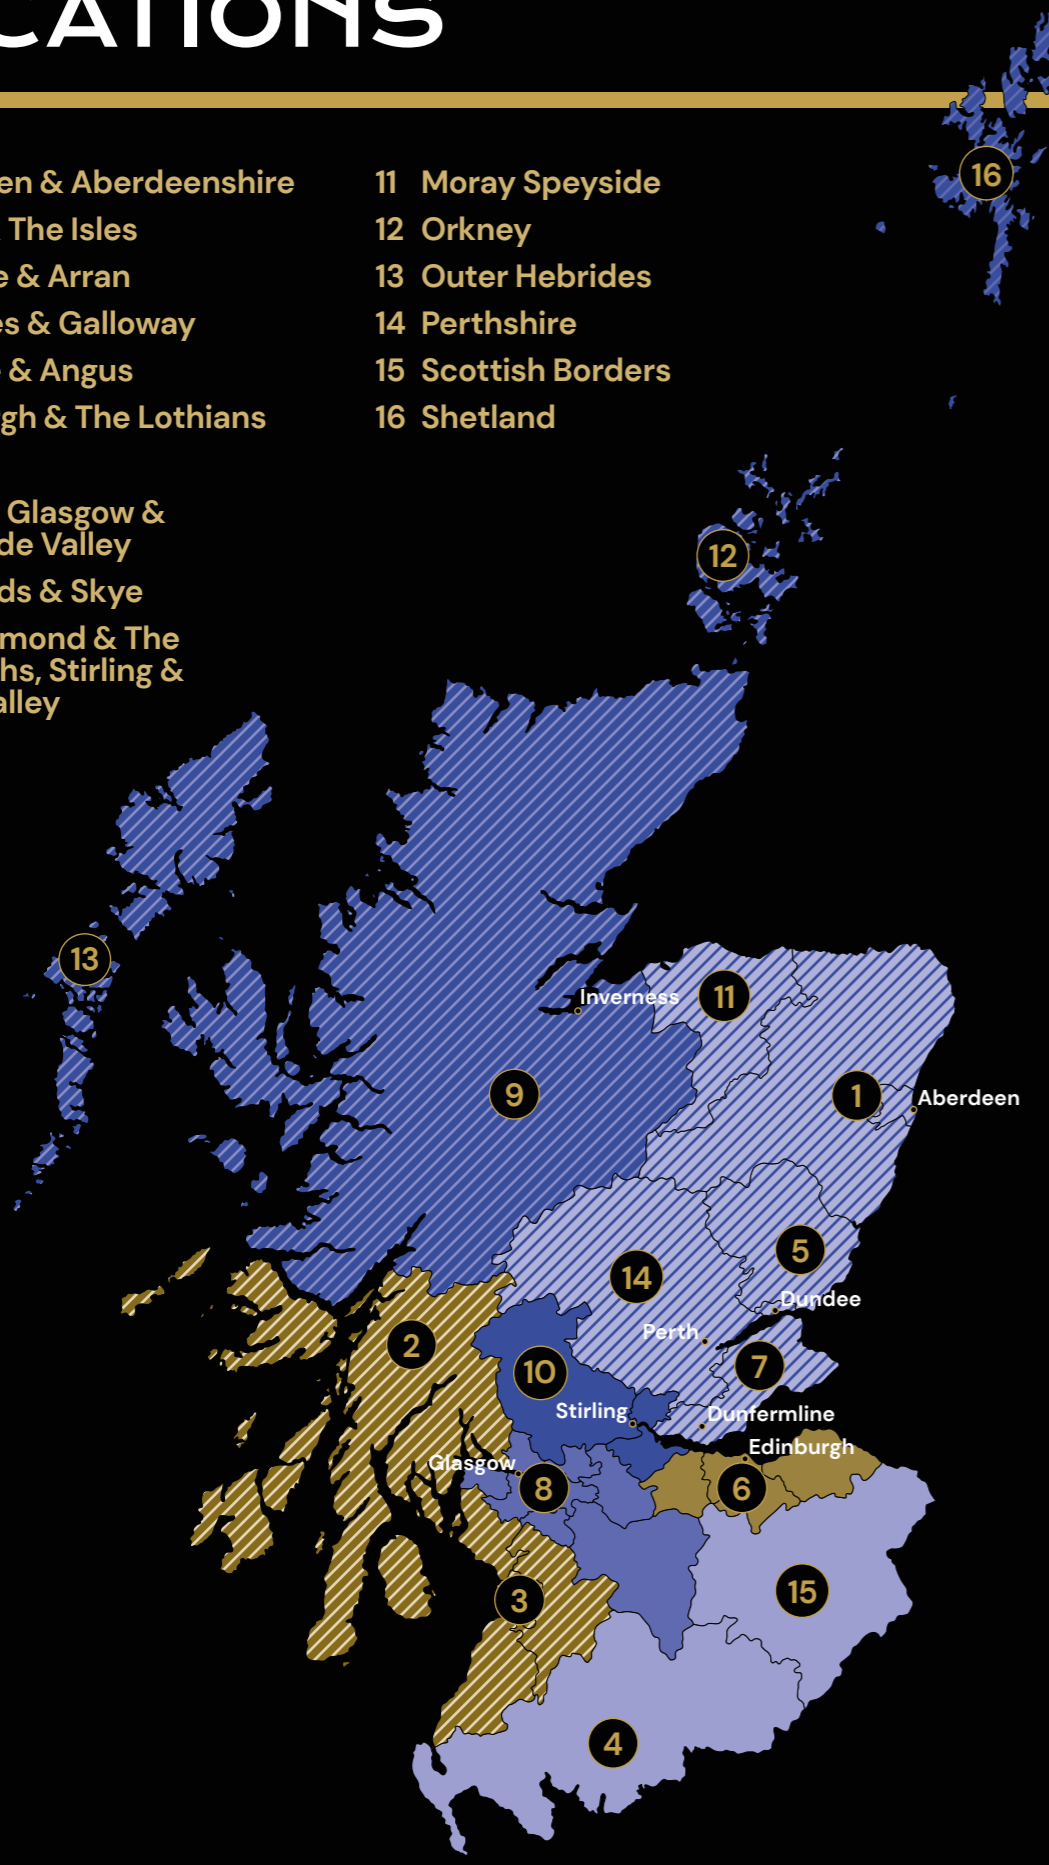 CATIONS
en & Aberdeenshire
The Isles
e & Arran
es & Galloway
& Angus
gh & The Lothians
Glasgow &
de Valley
ds & Skye
mond & The
hs, Stirling &
alley
11 Moray Speyside
12 Orkney
13 Outer Hebrides
14 Perthshire
15 Scottish Borders
16 Shetland
16
12
13
Inverness
11
9
1
Aberdeen
5
14
Dundee
Perth
2
7
10
Stirling
Dunfermline
Edinburgh
Glasgow
8
6
3
15
4